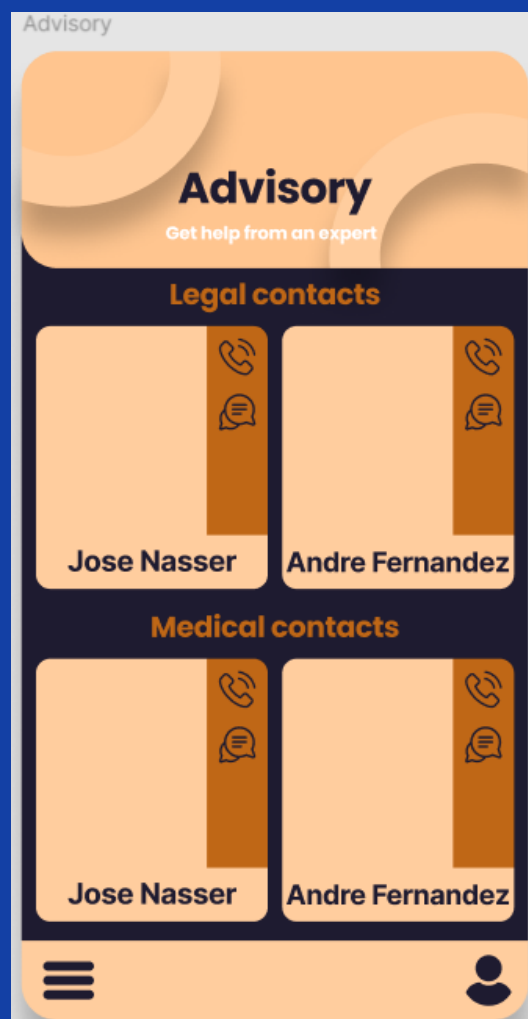 Advisory
Advisory
Get help from an expert
Legal contacts
Jose Nasser
Andre Fernandez
Medical contacts
Jose Nasser
Andre Fernandez